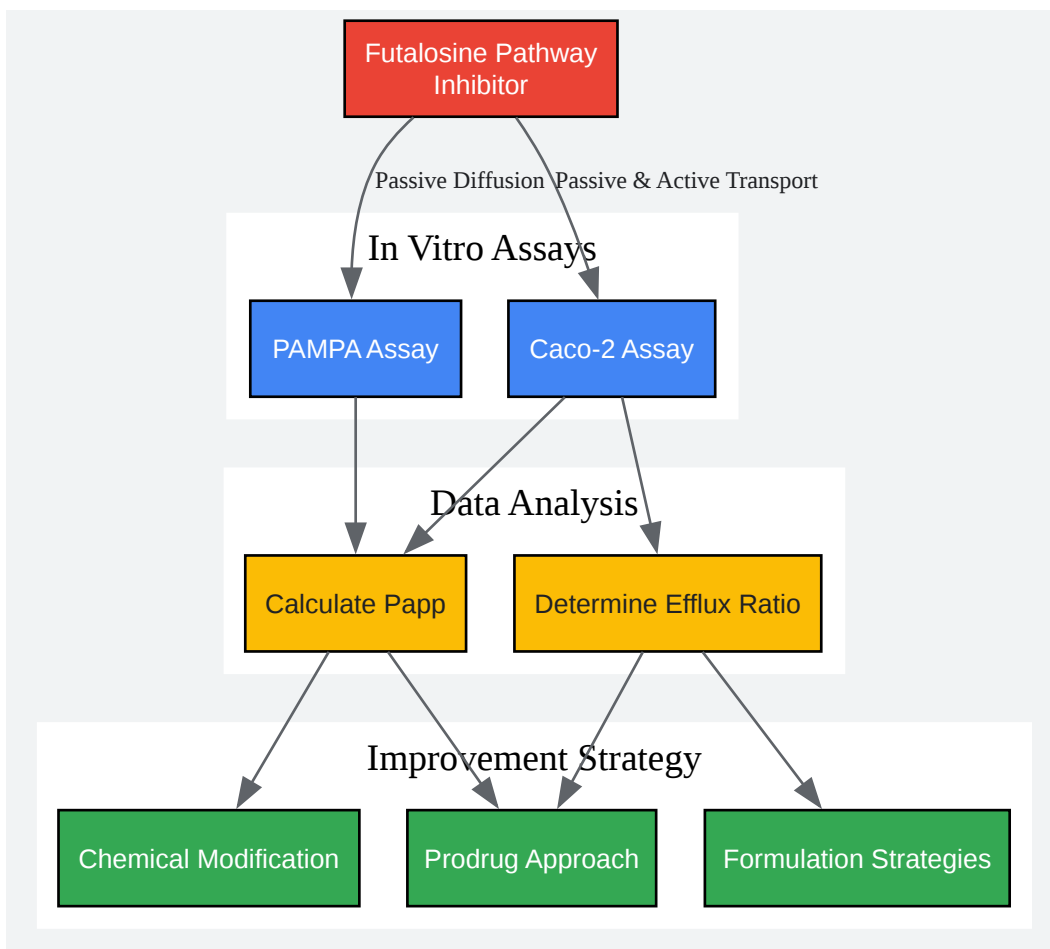 Futalosine Pathway
Inhibitor
Passive Diffusion
Passive & Active Transport
In Vitro Assays
PAMPA Assay
Caco-2 Assay
Data Analysis
Calculate Papp
Determine Efflux Ratio
Improvement Strategy
Chemical Modification
Prodrug Approach
Formulation Strategies